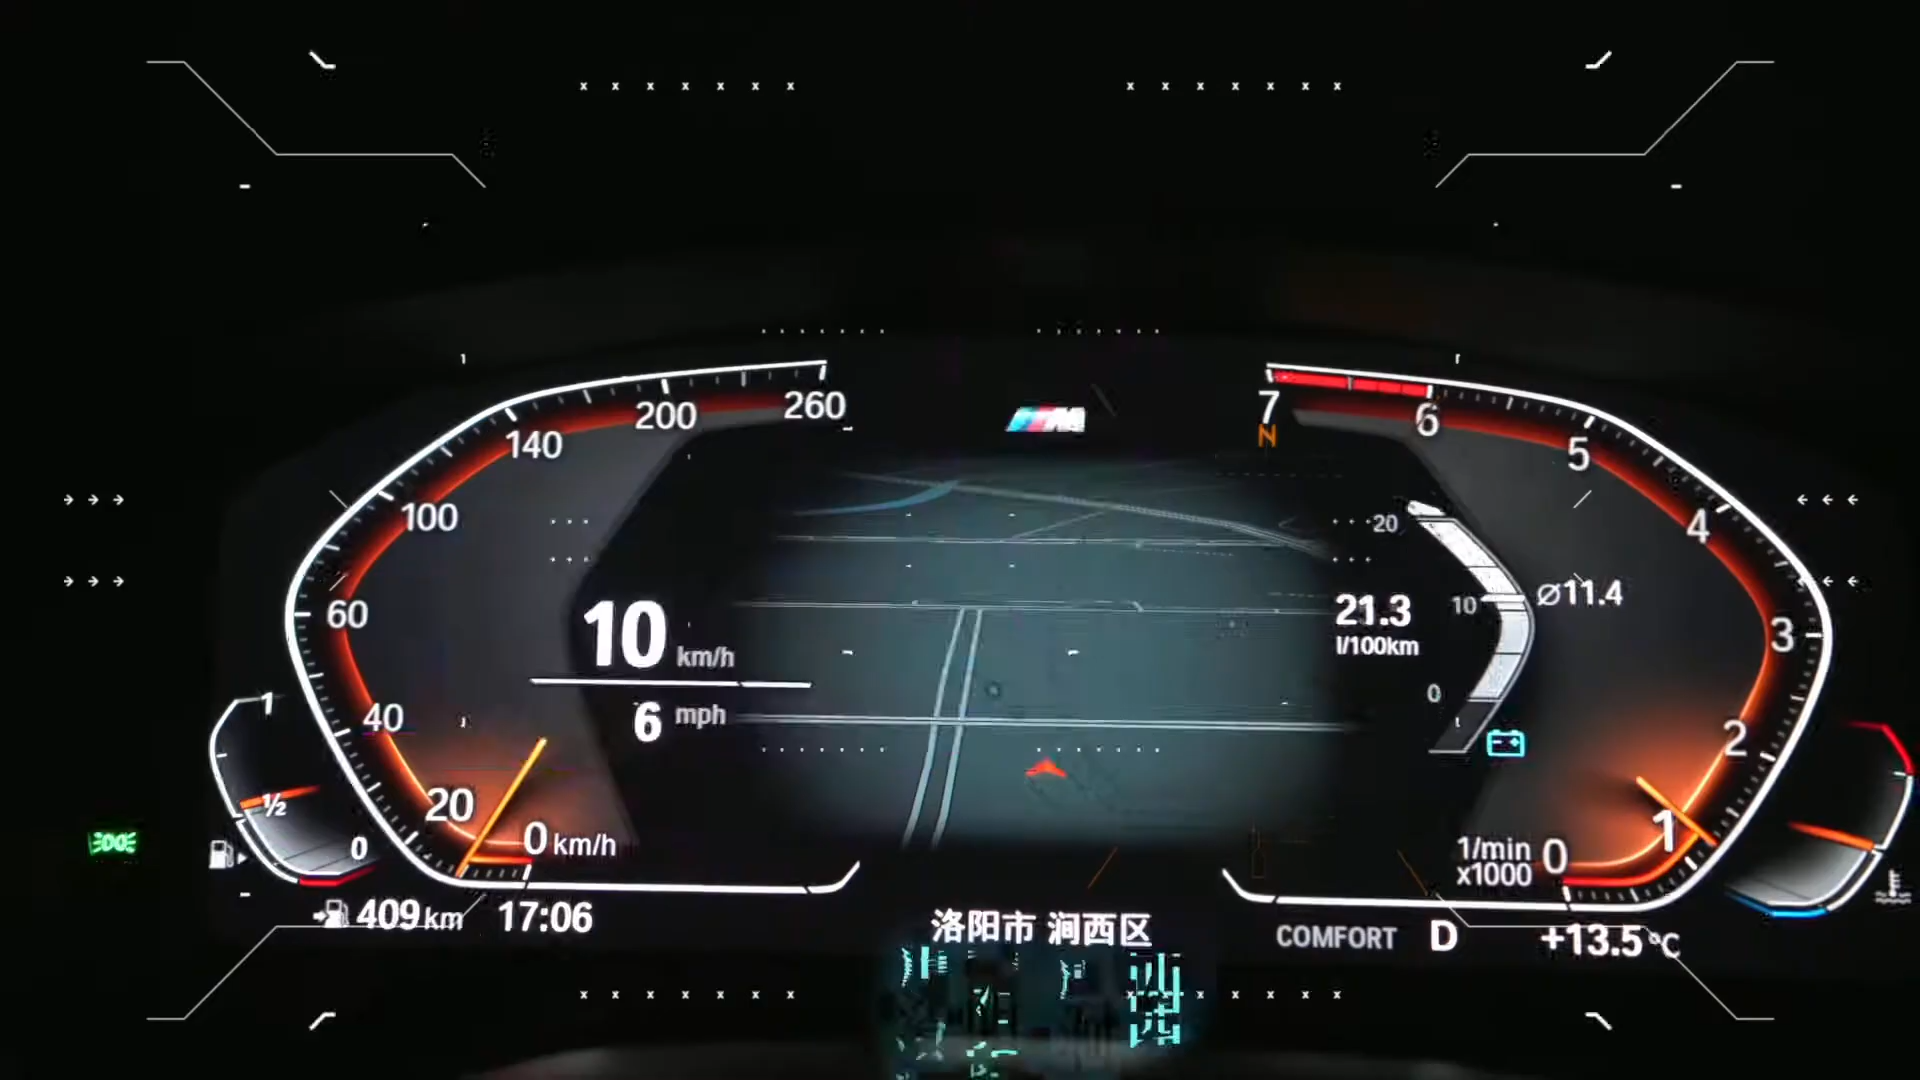 260
200
140
100
60
40
20
0 km/h
7
6
5
4
3
2
1
0
1/min
x1000
N
M
10 km/h
6 mph
20
10
0
21.3
l/100km
⌀11.4
1
½
0
409 km
17:06
洛阳市 涧西区
COMFORT D
+13.5 °C